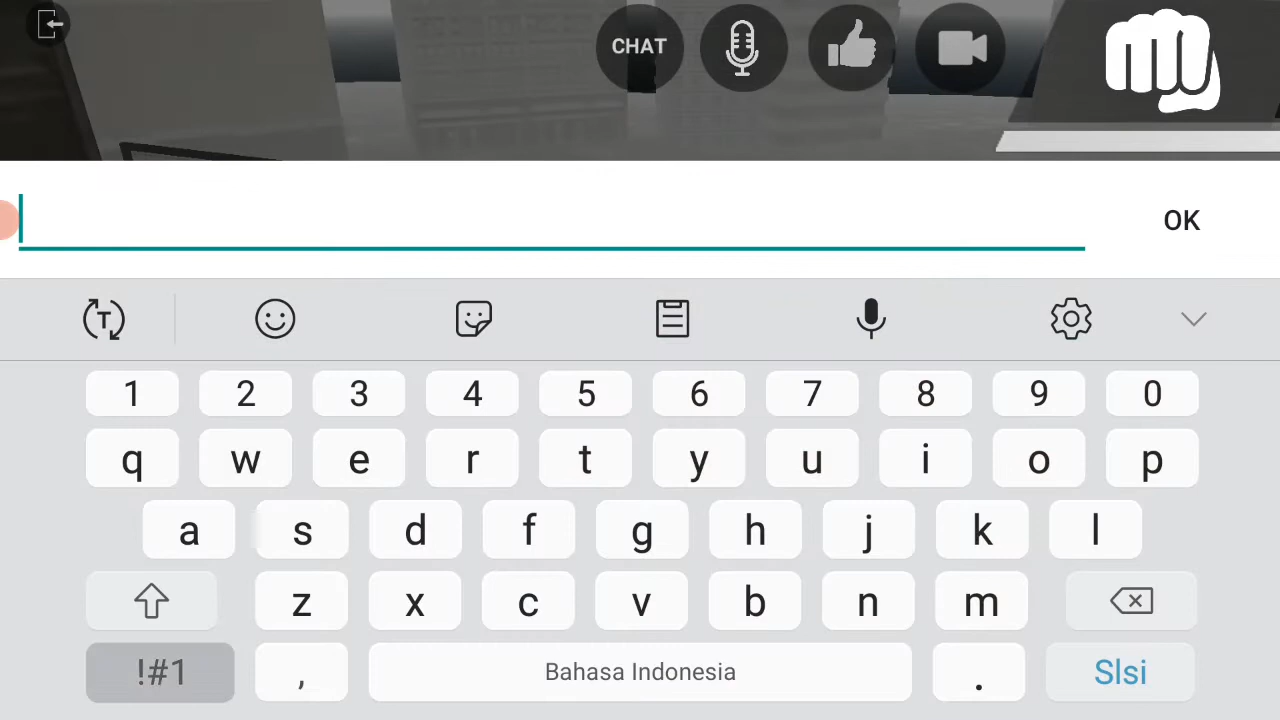 CHAT
OK
1 2 3 4 5 6 7 8 9 0
q w e r t y u i o p
a s d f g h j k l
z x c v b n m
!#1 , Bahasa Indonesia . Slsi